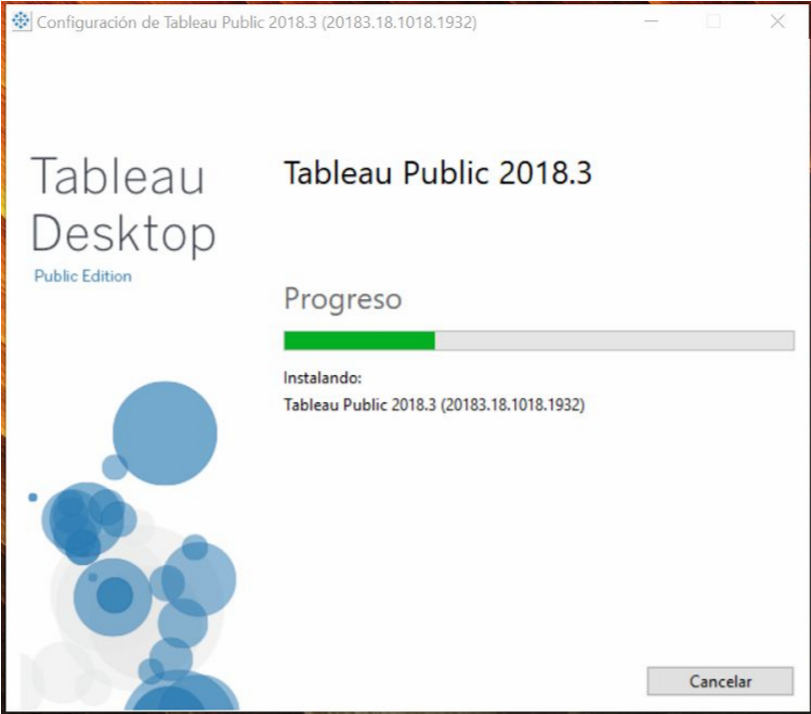 Configuración de Tableau Public 2018.3 (20183.18.1018.1932)
Tableau
Desktop
Public Edition
Tableau Public 2018.3
Progreso
Instalando:
Tableau Public 2018.3 (20183.18.1018.1932)
Cancelar